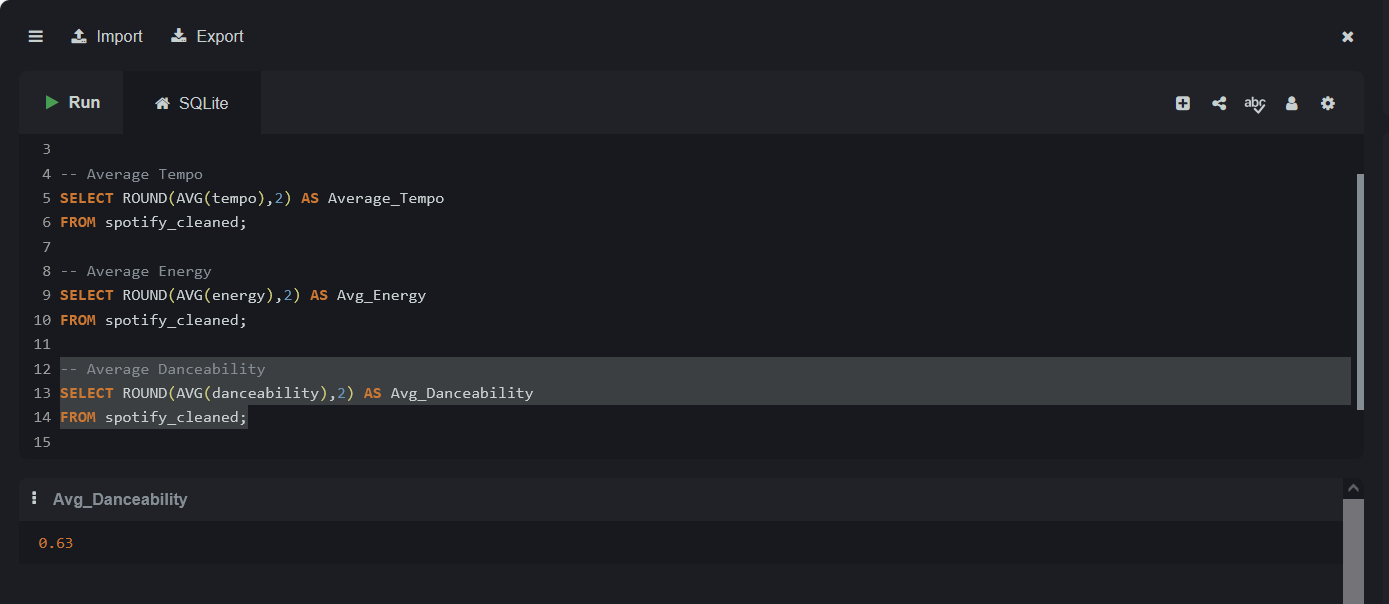 Import Export
Run SQLite abc
3
4 -- Average Tempo
5 SELECT ROUND(AVG(tempo),2) AS Average_Tempo
6 FROM spotify_cleaned;
7
8 -- Average Energy
9 SELECT ROUND(AVG(energy),2) AS Avg_Energy
10 FROM spotify_cleaned;
11
12 -- Average Danceability
13 SELECT ROUND(AVG(danceability),2) AS Avg_Danceability
14 FROM spotify_cleaned;
15
Avg_Danceability
0.63